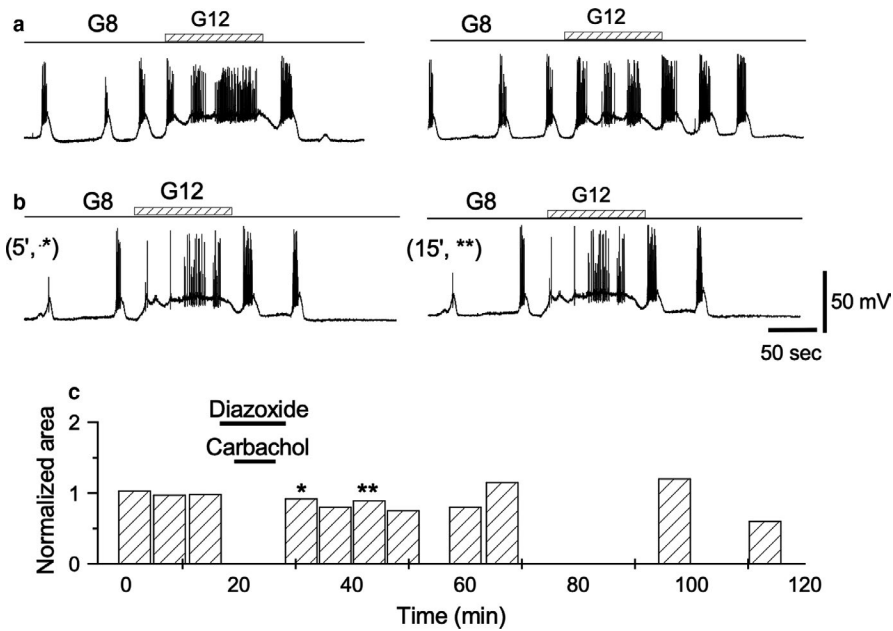 a G8 G12 G8 G12
b G8 G12 G8 G12
(5', *) (15', **)
50 mV
50 sec
c
Diazoxide
Carbachol
* **
2
1
0
Normalized area
0 20 40 60 80 100 120
Time (min)